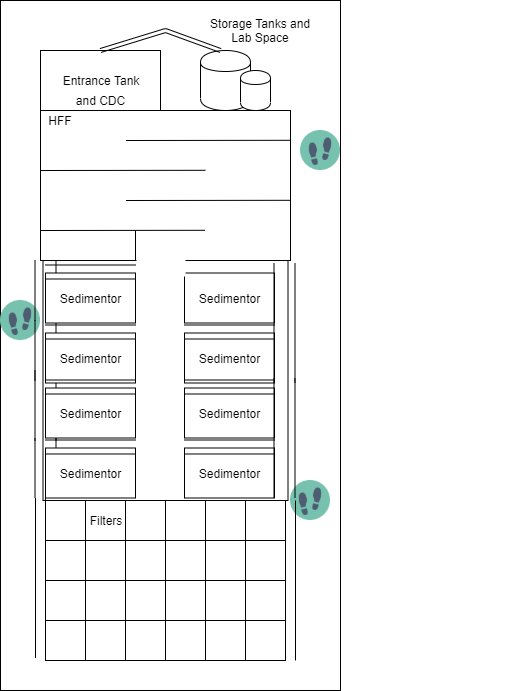 Storage Tanks and
Lab Space
Entrance Tank
and CDC
HFF
Sedimentor
Sedimentor
Sedimentor
Sedimentor
Sedimentor
Sedimentor
Sedimentor
Sedimentor
Filters